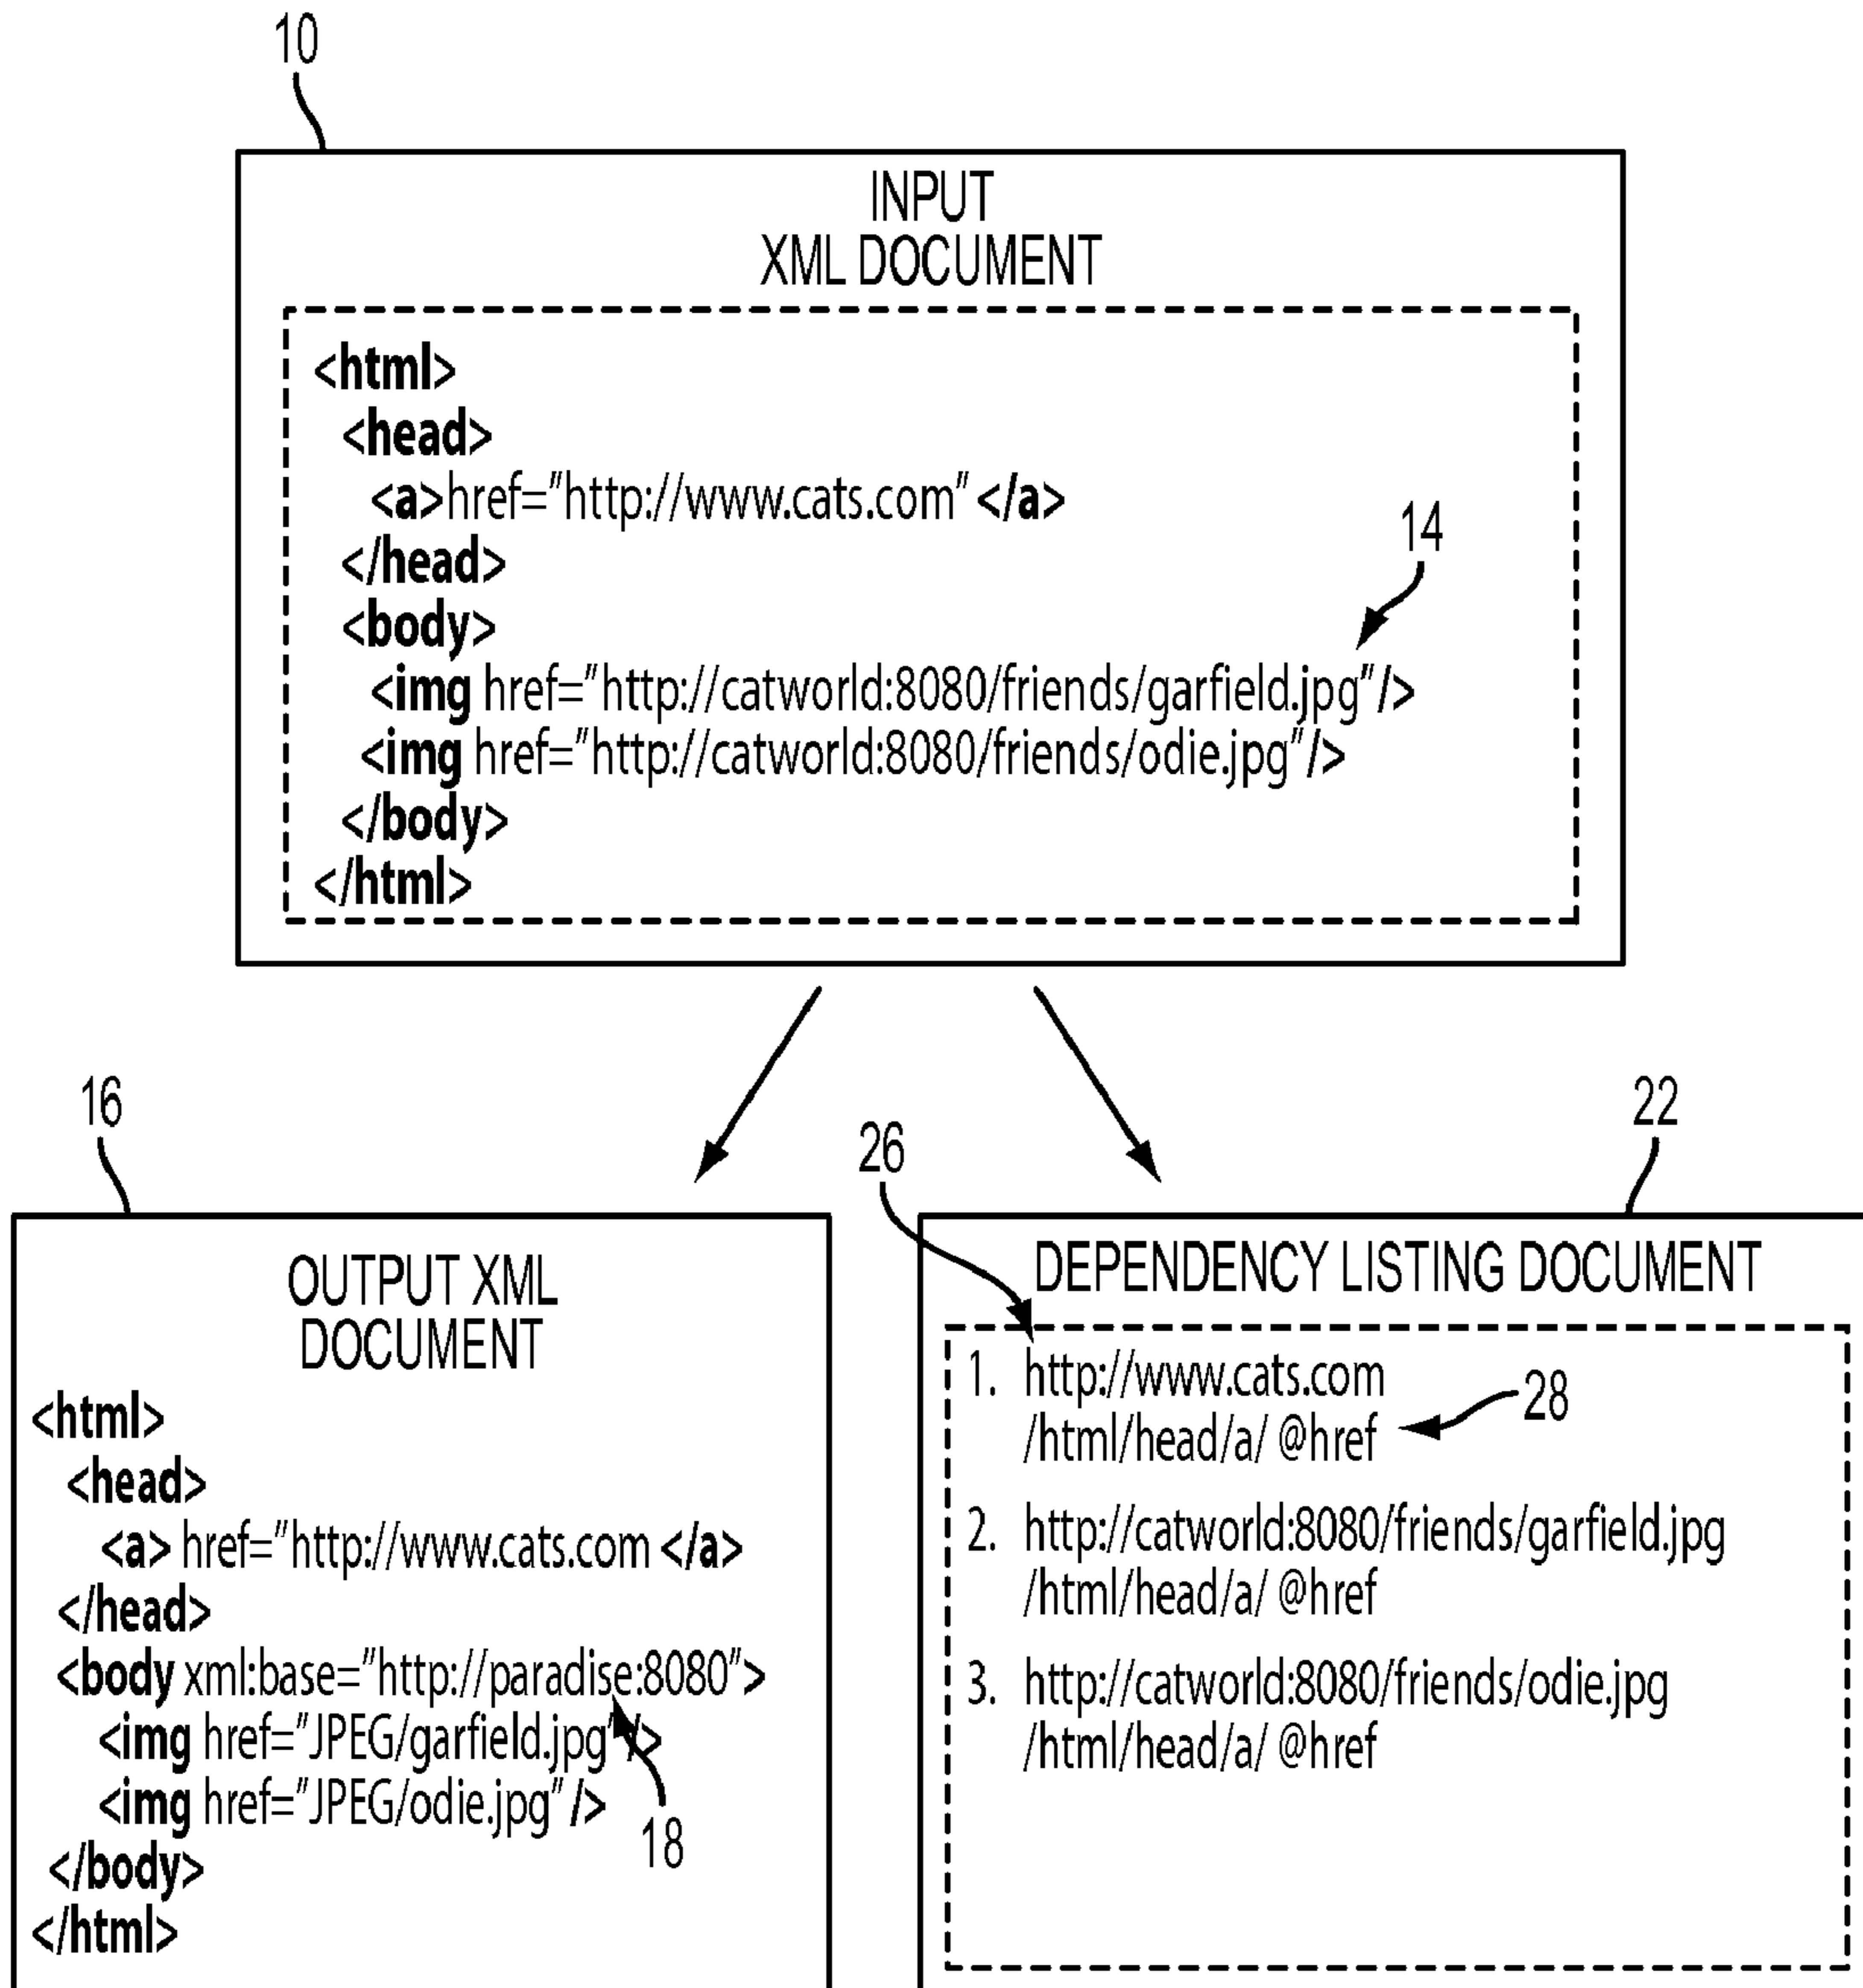 10
INPUT
XML DOCUMENT
<html>
<head>
<a>href="http://www.cats.com" </a>
14
</head>
<body>
<img href="http://catworld:8080/friends/garfield.jpg"/>
<img href="http://catworld:8080/friends/odie.jpg"/>
</body>
</html>
16
OUTPUT XML
DOCUMENT
<html>
<head>
<a> href="http://www.cats.com </a>
</head>
<body xml:base="http://paradise:8080">
<img href="JPEG/garfield.jpg" />
<img href="JPEG/odie.jpg" />
18
</body>
</html>
26
22
DEPENDENCY LISTING DOCUMENT
1. http://www.cats.com
/html/head/a/ @href
28
2. http://catworld:8080/friends/garfield.jpg
/html/head/a/ @href
3. http://catworld:8080/friends/odie.jpg
/html/head/a/ @href